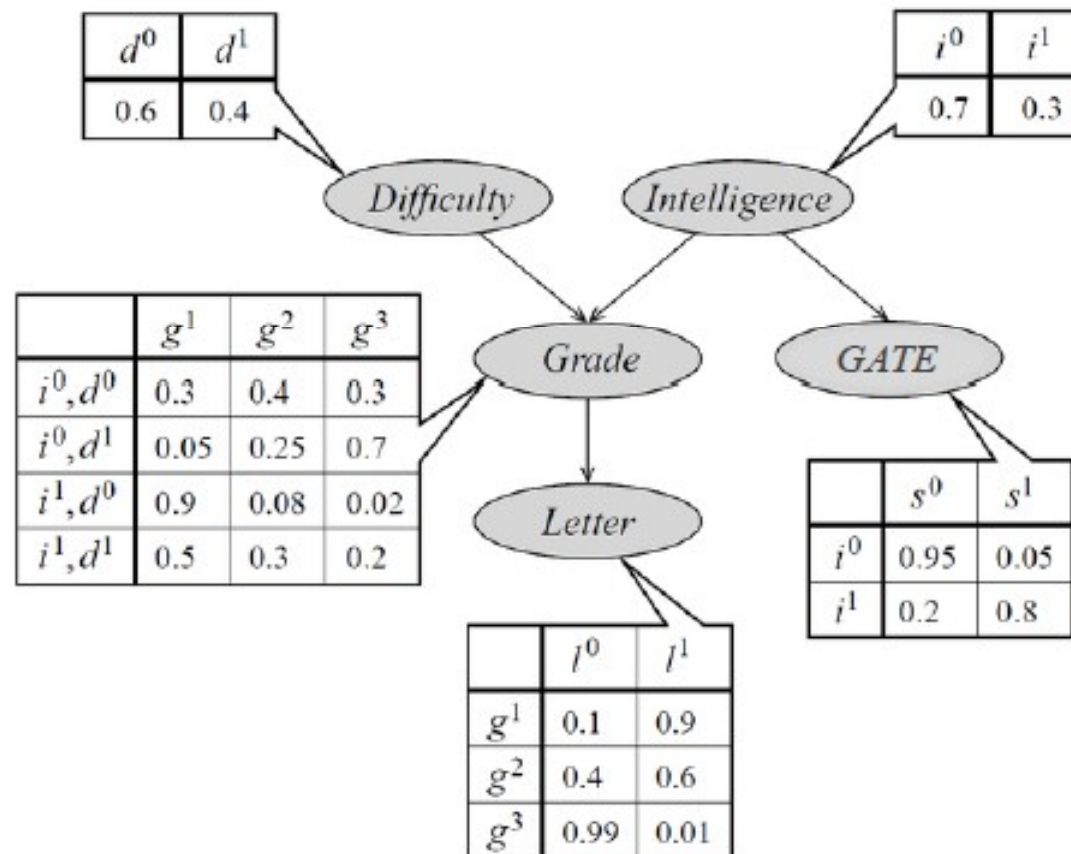 d⁰ d¹
0.6 0.4
i⁰ i¹
0.7 0.3
Difficulty
Intelligence
g¹ g² g³
i⁰,d⁰ 0.3 0.4 0.3
i⁰,d¹ 0.05 0.25 0.7
i¹,d⁰ 0.9 0.08 0.02
i¹,d¹ 0.5 0.3 0.2
Grade
GATE
Letter
s⁰ s¹
i⁰ 0.95 0.05
i¹ 0.2 0.8
l⁰ l¹
g¹ 0.1 0.9
g² 0.4 0.6
g³ 0.99 0.01